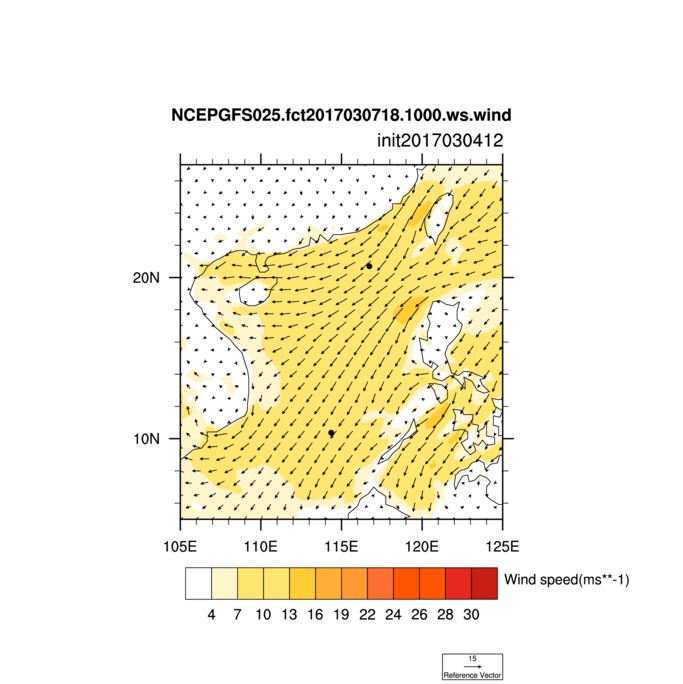 NCEPGFS025.fct2017030718.1000.ws.wind
init2017030412
20N
10N
105E 110E 115E 120E 125E
Wind speed(ms**-1)
4 7 10 13 16 19 22 24 26 28 30
15
Reference Vector